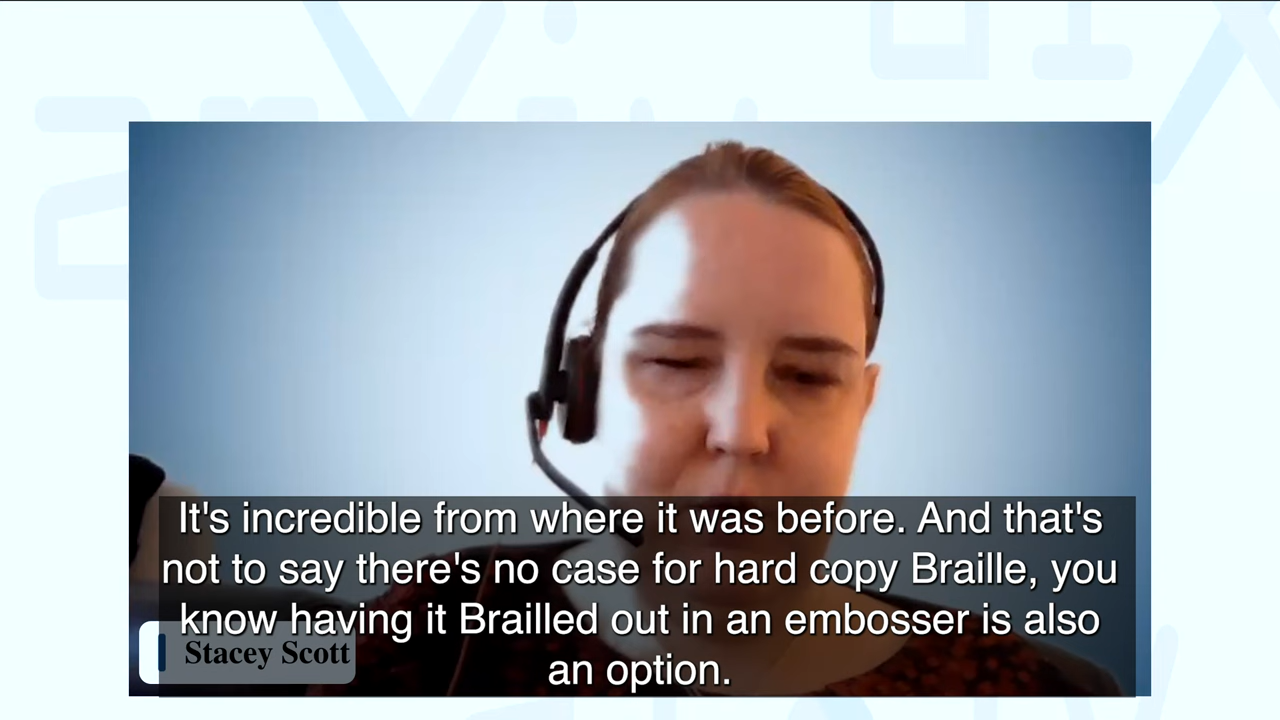 It's incredible from where it was before. And that's
not to say there's no case for hard copy Braille, you
know having it Brailled out in an embosser is also
an option.
Stacey Scott